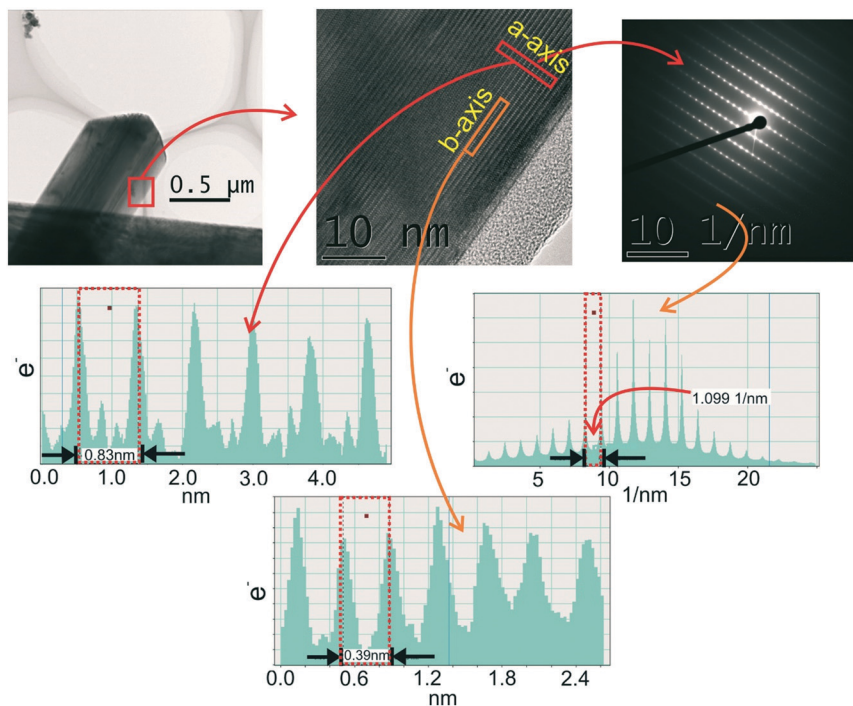 0.5 µm
a-axis
b-axis
10 nm
10 1/nm
e-
0.83nm
0.0 1.0 2.0 3.0 4.0
nm
e-
1.099 1/nm
5 10 15 20
1/nm
e-
0.39nm
0.0 0.6 1.2 1.8 2.4
nm